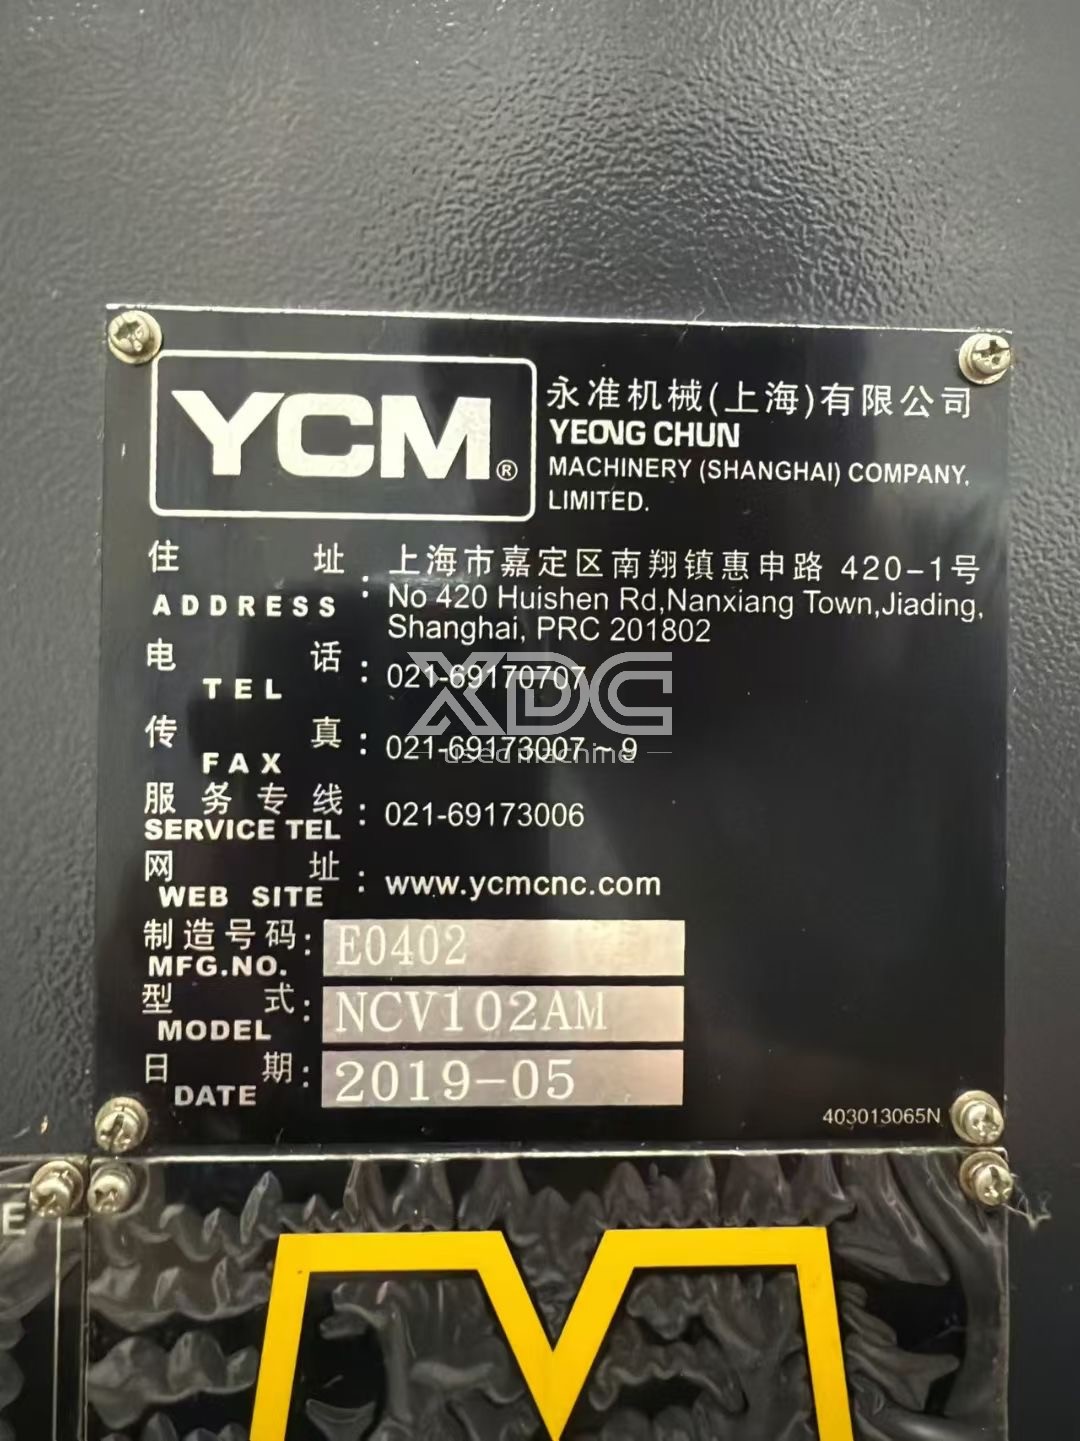 YCM®
永准机械(上海)有限公司
YEONG CHUN
MACHINERY (SHANGHAI) COMPANY.
LIMITED.
住址: 上海市嘉定区南翔镇惠申路 420-1号
ADDRESS No 420 Huishen Rd,Nanxiang Town,Jiading,
Shanghai, PRC 201802
电话: 021-69170707
TEL
传真: 021-69173007~9
FAX
服务专线: 021-69173006
SERVICE TEL
网址: www.ycmcnc.com
WEB SITE
制造号码: E0402
MFG.NO.
型式: NCV102AM
MODEL
日期: 2019-05
DATE
403013065N
XDC
used machine
E